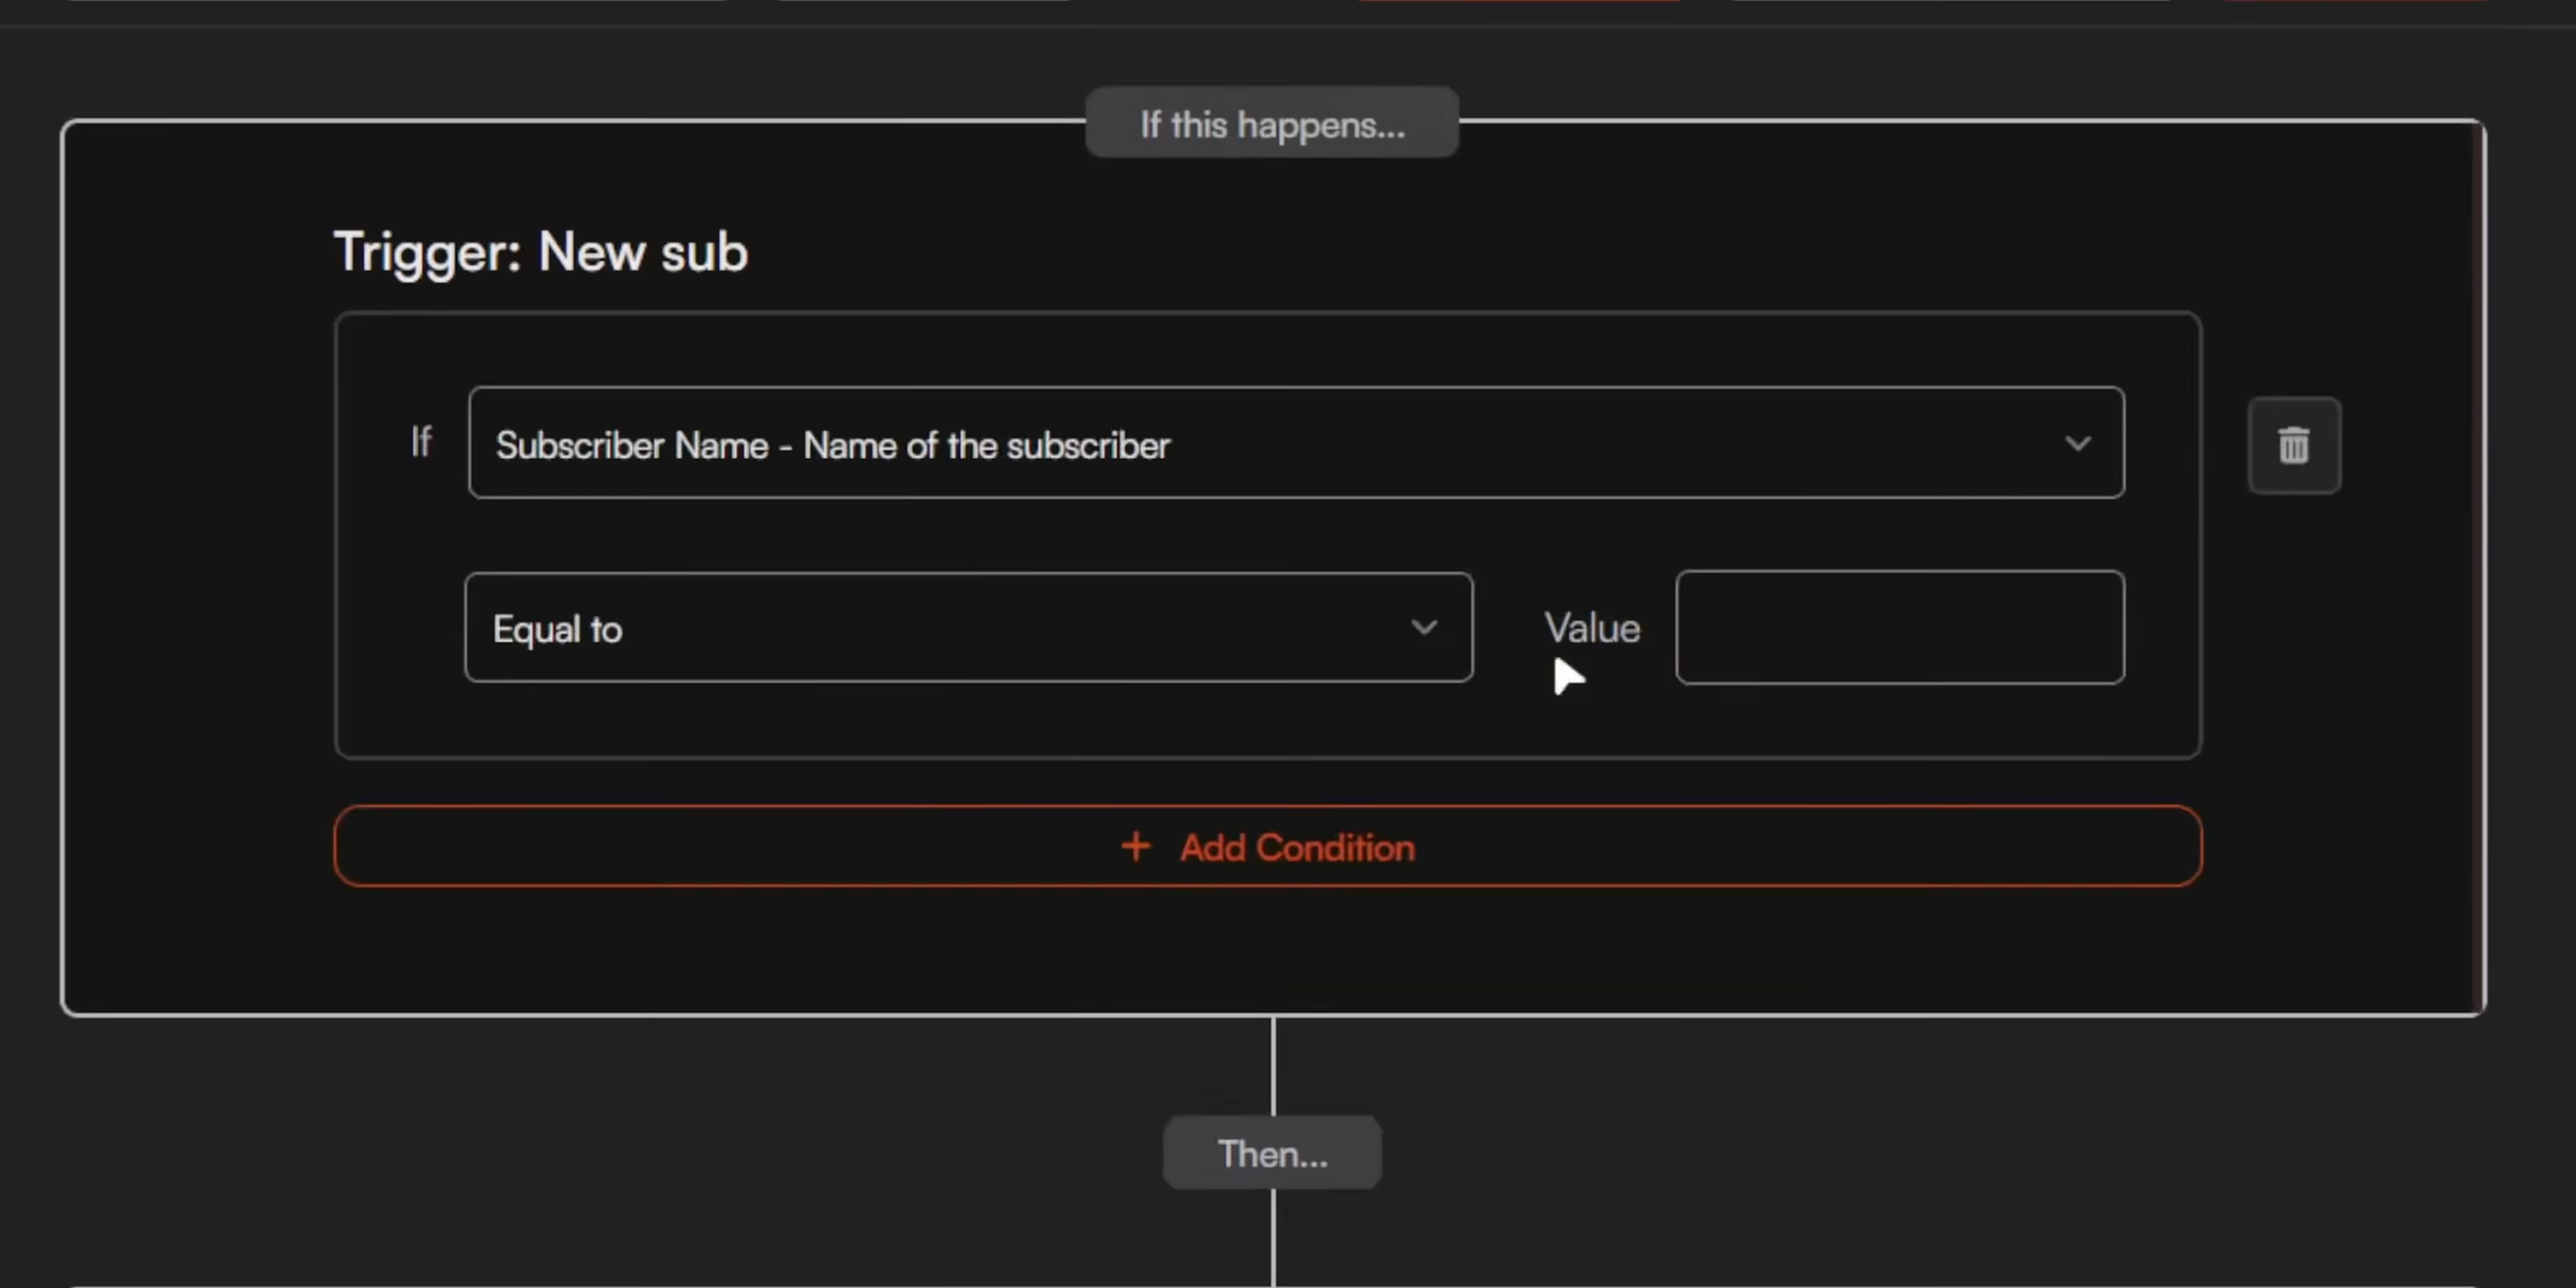 If this happens...
Trigger: New sub
If
Subscriber Name - Name of the subscriber
Equal to
Value
+ Add Condition
Then...